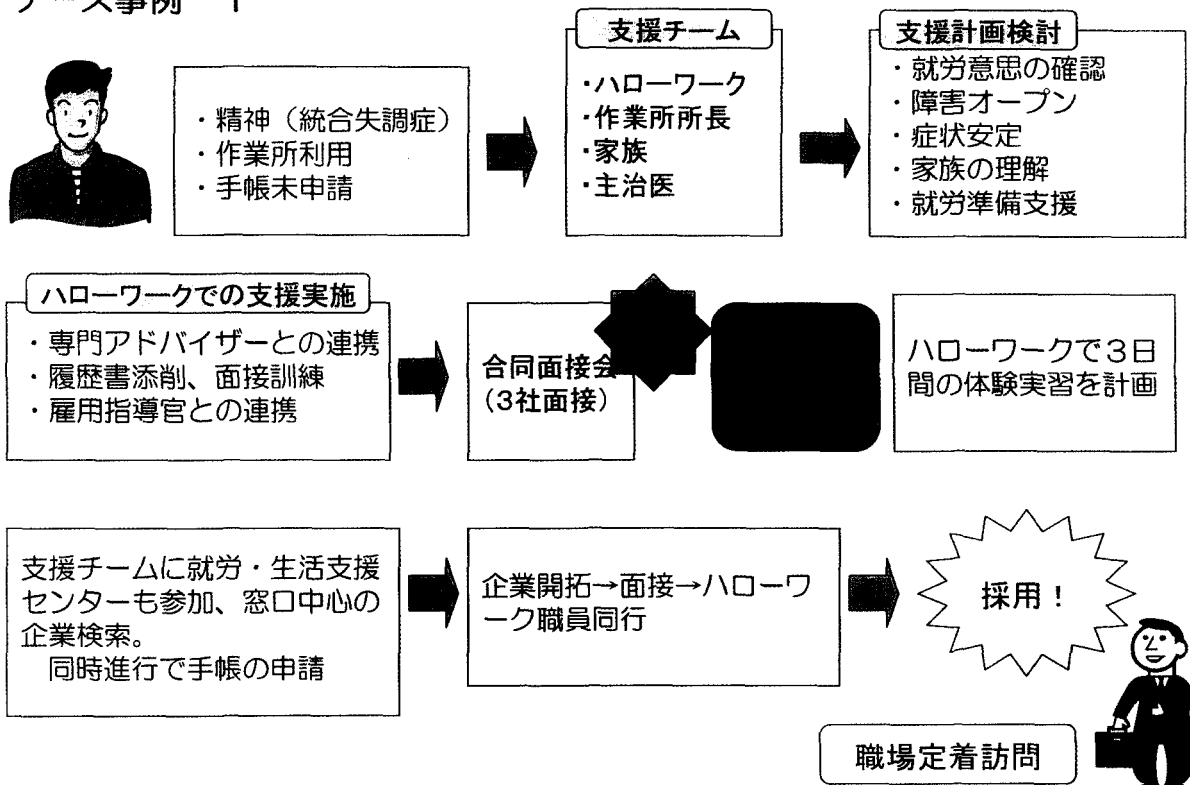 ケース事例 1
・精神（統合失調症）
・作業所利用
・手帳未申請
支援チーム
・ハローワーク
・作業所所長
・家族
・主治医
支援計画検討
・就労意思の確認
・障害オープン
・症状安定
・家族の理解
・就労準備支援
ハローワークでの支援実施
・専門アドバイザーとの連携
・履歴書添削、面接訓練
・雇用指導官との連携
合同面接会
（3社面接）
ハローワークで３日
間の体験実習を計画
支援チームに就労・生活支援
センターも参加、窓口中心の
企業検索。
同時進行で手帳の申請
企業開拓→面接→ハローワ
ーク職員同行
採用！
職場定着訪問